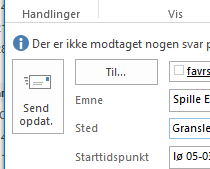 Handlinger Vis
Der er ikke modtaget nogen svar
Til...
favrs
Send
opdat.
Emne
Spille E
Sted
Gransle
Starttidspunkt
lø 05-03